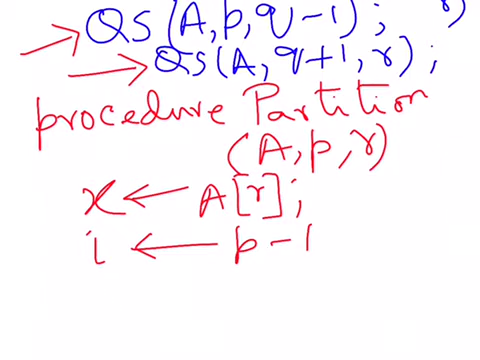 QS(A, p, q-1);
QS(A, q+1, r);
procedure Partition
(A, p, r)
x ← A[r];
i ← p-1